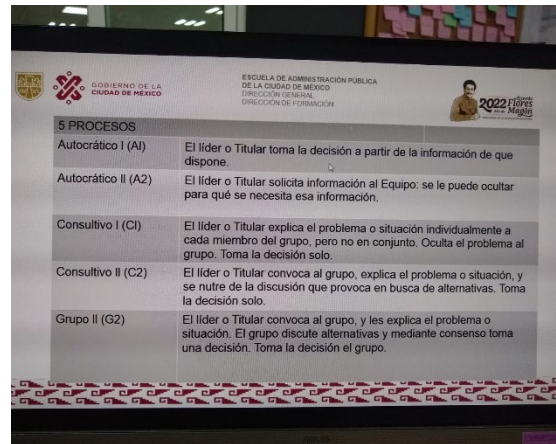 GOBIERNO DE LA
CIUDAD DE MÉXICO
ESCUELA DE ADMINISTRACIÓN PÚBLICA
DE LA CIUDAD DE MÉXICO
DIRECCIÓN GENERAL
DIRECCIÓN DE FORMACIÓN
2022 Flores
Magón
5 PROCESOS
Autocrático I (AI)
El líder o Titular toma la decisión a partir de la información de que
dispone.
Autocrático II (A2)
El líder o Titular solicita información al Equipo: se le puede ocultar
para qué se necesita esa información.
Consultivo I (CI)
El líder o Titular explica el problema o situación individualmente a
cada miembro del grupo, pero no en conjunto. Oculta el problema al
grupo. Toma la decisión solo.
Consultivo II (C2)
El líder o Titular convoca al grupo, explica el problema o situación, y
se nutre de la discusión que provoca en busca de alternativas. Toma
la decisión solo.
Grupo II (G2)
El líder o Titular convoca al grupo, y les explica el problema o
situación. El grupo discute alternativas y mediante consenso toma
una decisión. Toma la decisión el grupo.